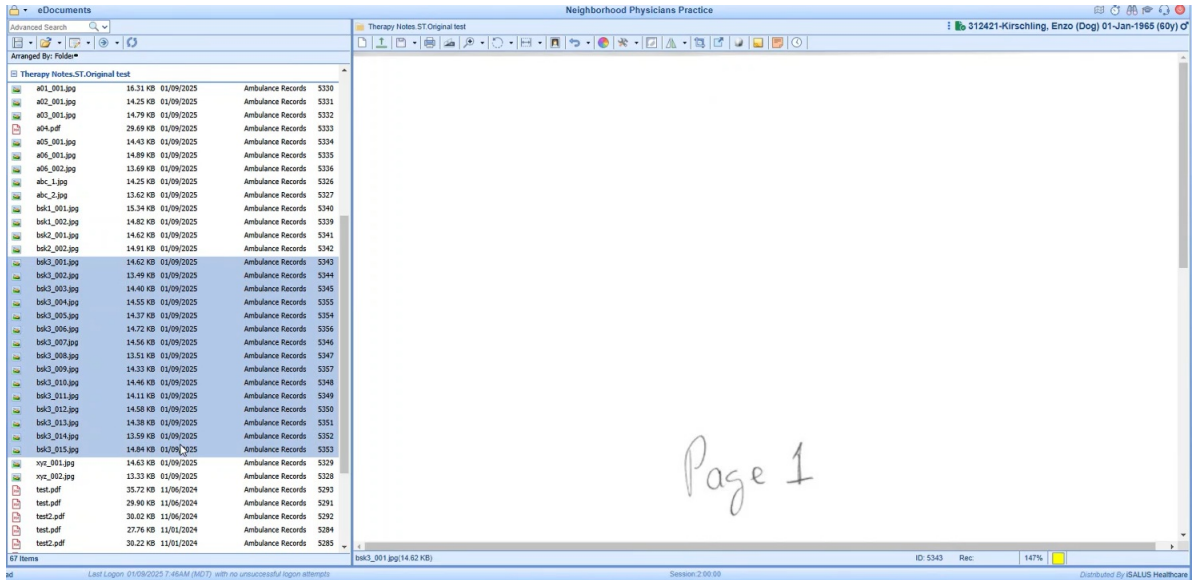 eDocuments
Neighborhood Physicians Practice
Advanced Search
Therapy Notes.ST.Original test
312421-Kirschling, Enzo (Dog) 01-Jan-1965 (60y)
Arranged By: Folder
Therapy Notes.ST.Original test
a01_001.jpg 16.31 KB 01/09/2025 Ambulance Records 5330
a02_001.jpg 14.25 KB 01/09/2025 Ambulance Records 5331
a03_001.jpg 14.79 KB 01/09/2025 Ambulance Records 5332
a04.pdf 29.69 KB 01/09/2025 Ambulance Records 5333
a05_001.jpg 14.43 KB 01/09/2025 Ambulance Records 5334
a06_001.jpg 14.89 KB 01/09/2025 Ambulance Records 5335
a06_002.jpg 13.69 KB 01/09/2025 Ambulance Records 5336
abc_1.jpg 14.25 KB 01/09/2025 Ambulance Records 5326
abc_2.jpg 13.62 KB 01/09/2025 Ambulance Records 5327
bsk1_001.jpg 15.34 KB 01/09/2025 Ambulance Records 5340
bsk1_002.jpg 14.82 KB 01/09/2025 Ambulance Records 5339
bsk2_001.jpg 14.62 KB 01/09/2025 Ambulance Records 5341
bsk2_002.jpg 14.91 KB 01/09/2025 Ambulance Records 5342
bsk3_001.jpg 14.62 KB 01/09/2025 Ambulance Records 5343
bsk3_002.jpg 13.49 KB 01/09/2025 Ambulance Records 5344
bsk3_003.jpg 14.40 KB 01/09/2025 Ambulance Records 5345
bsk3_004.jpg 14.55 KB 01/09/2025 Ambulance Records 5355
bsk3_005.jpg 14.37 KB 01/09/2025 Ambulance Records 5354
bsk3_006.jpg 14.72 KB 01/09/2025 Ambulance Records 5356
bsk3_007.jpg 14.56 KB 01/09/2025 Ambulance Records 5346
bsk3_008.jpg 13.51 KB 01/09/2025 Ambulance Records 5347
bsk3_009.jpg 14.33 KB 01/09/2025 Ambulance Records 5357
bsk3_010.jpg 14.46 KB 01/09/2025 Ambulance Records 5348
bsk3_011.jpg 14.11 KB 01/09/2025 Ambulance Records 5349
bsk3_012.jpg 14.58 KB 01/09/2025 Ambulance Records 5350
bsk3_013.jpg 14.38 KB 01/09/2025 Ambulance Records 5351
bsk3_014.jpg 13.59 KB 01/09/2025 Ambulance Records 5352
bsk3_015.jpg 14.84 KB 01/09/2025 Ambulance Records 5353
xyz_001.jpg 14.63 KB 01/09/2025 Ambulance Records 5329
xyz_002.jpg 13.33 KB 01/09/2025 Ambulance Records 5328
test.pdf 35.72 KB 11/06/2024 Ambulance Records 5293
test.pdf 29.90 KB 11/06/2024 Ambulance Records 5291
test2.pdf 30.02 KB 11/06/2024 Ambulance Records 5292
test.pdf 27.76 KB 11/01/2024 Ambulance Records 5284
test2.pdf 30.22 KB 11/01/2024 Ambulance Records 5285
67 Items
Page 1
bsk3_001.jpg(14.62 KB)
ID: 5343 Rec: 147%
ad
Last Logon: 01/09/2025 7:46AM (MDT) with no unsuccessful logon attempts
Session:2:00:00
Distributed By iSALUS Healthcare